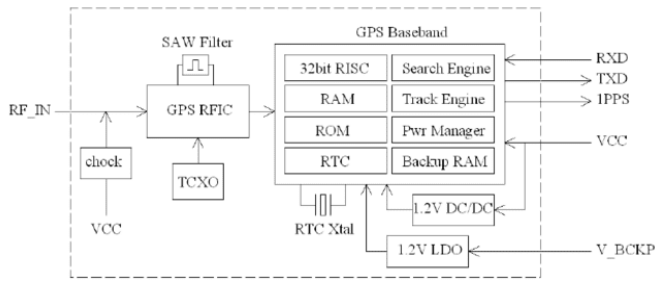 GPS Baseband
SAW Filter
RXD
32bit RISC
Search Engine
TXD
RF_IN
GPS RFIC
RAM
Track Engine
1PPS
ROM
Pwr Manager
VCC
chock
RTC
Backup RAM
TCXO
1.2V DC/DC
VCC
RTC Xtal
1.2V LDO
V_BCKP